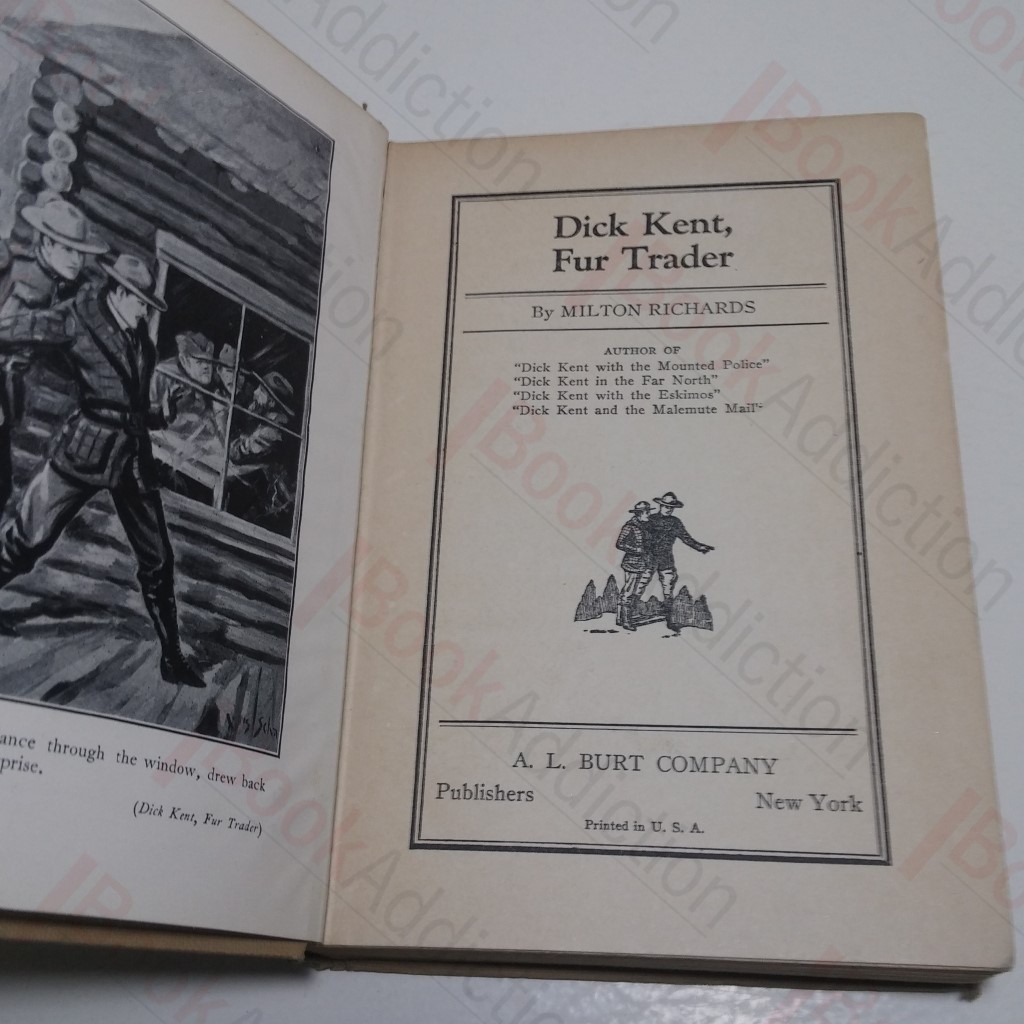 ance through the window, drew back
prise.
(Dick Kent, Fur Trader)
Dick Kent,
Fur Trader
By MILTON RICHARDS
AUTHOR OF
"Dick Kent with the Mounted Police"
"Dick Kent in the Far North"
"Dick Kent with the Eskimos"
"Dick Kent and the Malemute Mail"
A. L. BURT COMPANY
Publishers New York
Printed in U. S. A.
BookAddiction